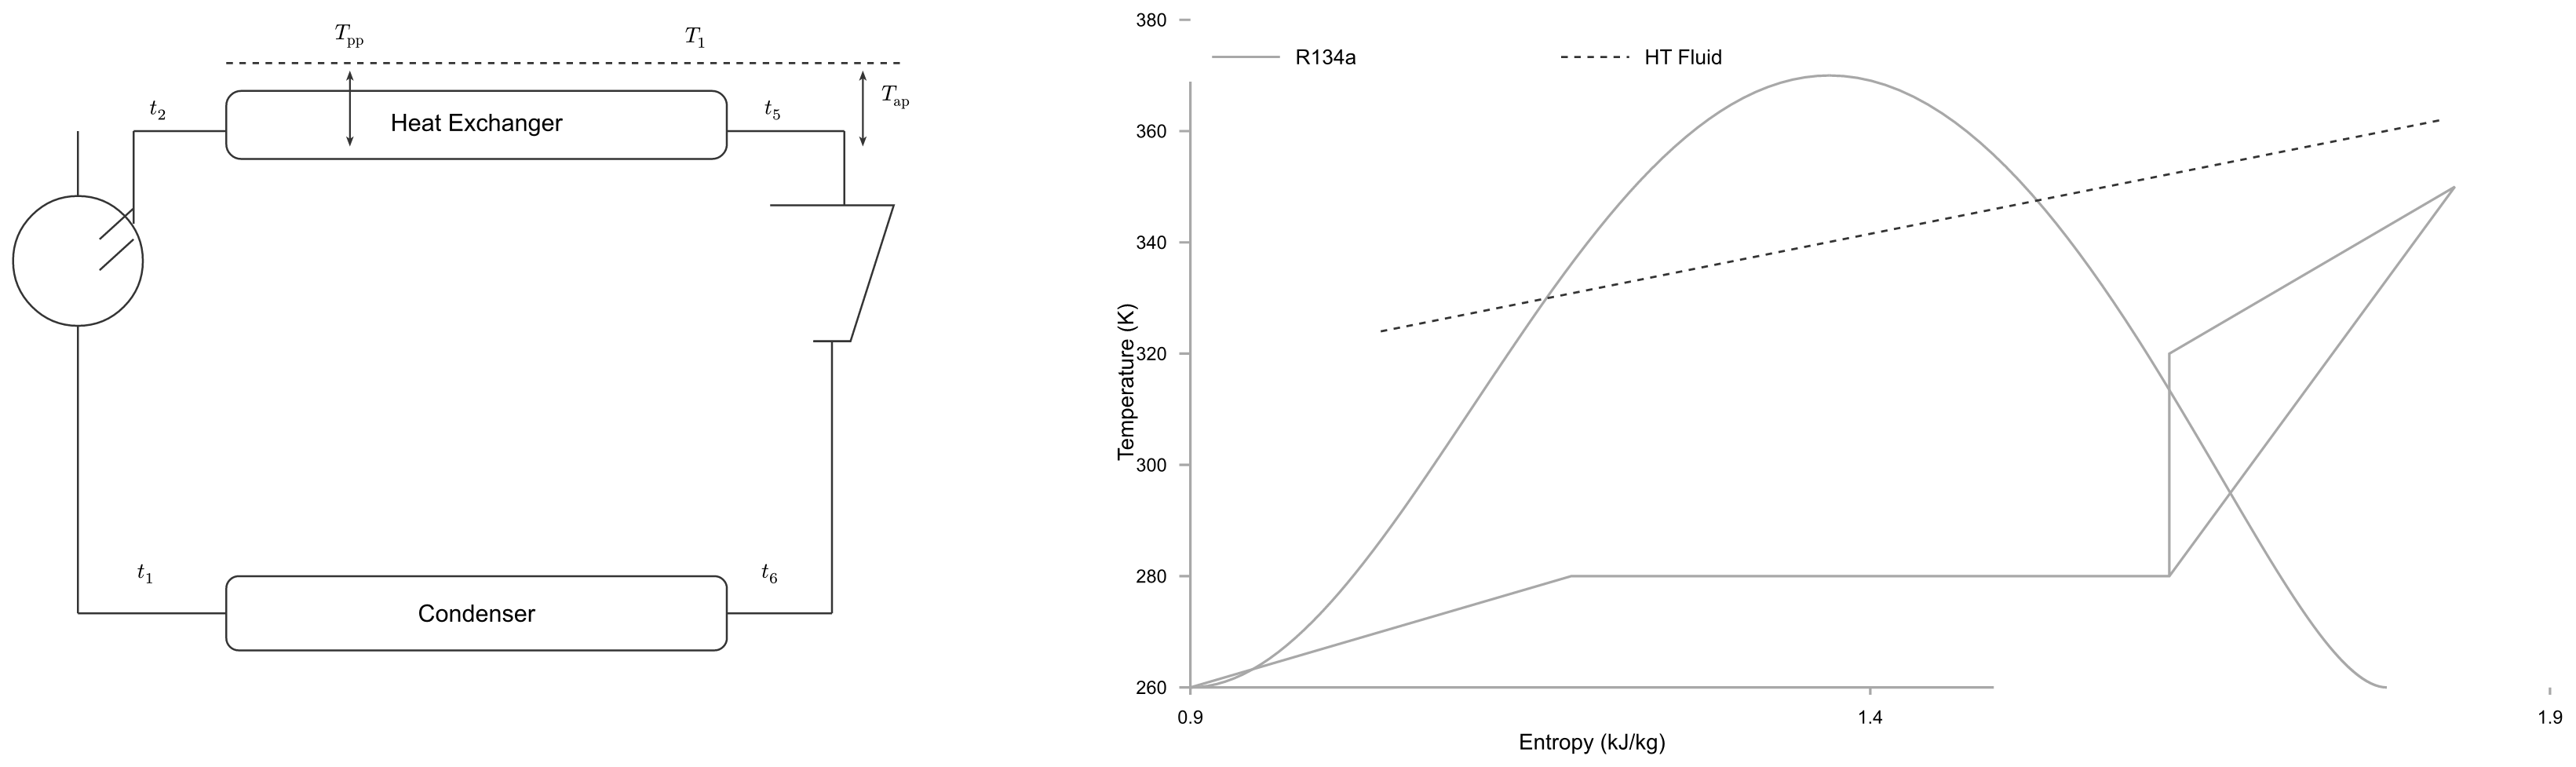 T_pp
T_1
T_ap
t_2
Heat Exchanger
t_5
t_1
Condenser
t_6
380
R134a
HT Fluid
360
340
320
300
280
260
Temperature (K)
0.9
1.4
1.9
Entropy (kJ/kg)